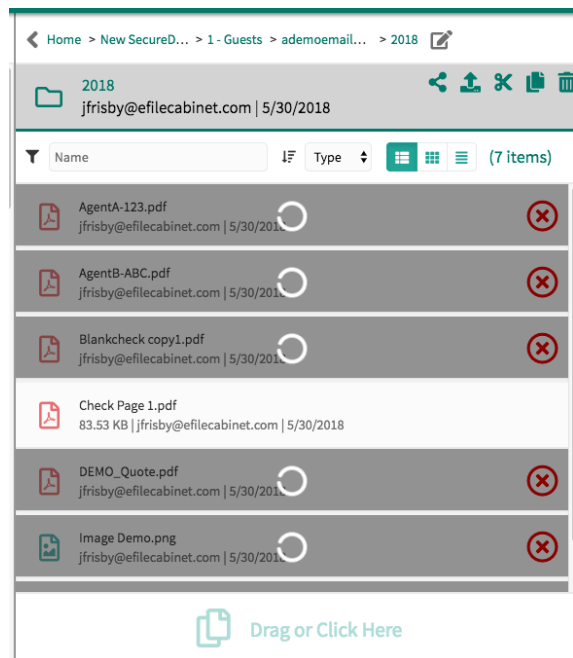 Home > New SecureD... > 1 - Guests > ademoemail... > 2018
2018
jfrisby@efilecabinet.com | 5/30/2018
Name
Type
(7 items)
AgentA-123.pdf
jfrisby@efilecabinet.com | 5/30/2018
AgentB-ABC.pdf
jfrisby@efilecabinet.com | 5/30/2018
Blankcheck copy1.pdf
jfrisby@efilecabinet.com | 5/30/2018
Check Page 1.pdf
83.53 KB | jfrisby@efilecabinet.com | 5/30/2018
DEMO_Quote.pdf
jfrisby@efilecabinet.com | 5/30/2018
Image Demo.png
jfrisby@efilecabinet.com | 5/30/2018
Drag or Click Here